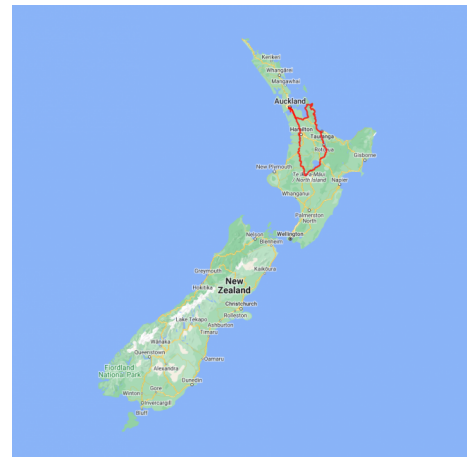 Kerikeri
Whangārei
Mangawhai
Auckland
Hamilton
Tauranga
Rotorua
Gisborne
New Plymouth
Te Ika-a-Māui
North Island
Napier
Whanganui
Palmerston
North
Nelson
Wellington
Blenheim
Greymouth
Kaikōura
Hokitika
New
Zealand
Christchurch
Rolleston
Lake Tekapo
Ashburton
Timaru
Wānaka
Queenstown
Oamaru
Fiordland
National Park
Alexandra
Dunedin
Gore
Winton
Invercargill
Bluff